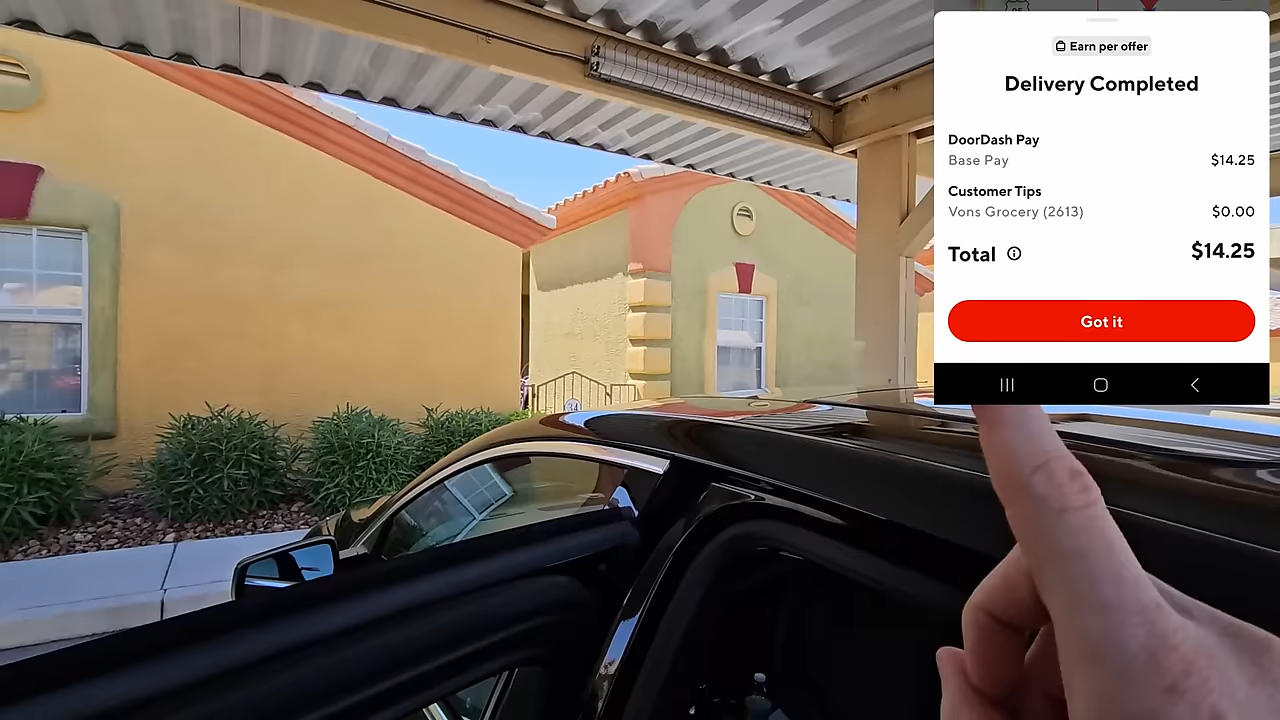 Earn per offer
Delivery Completed
DoorDash Pay
Base Pay $14.25
Customer Tips
Vons Grocery (2613) $0.00
Total $14.25
Got it
34